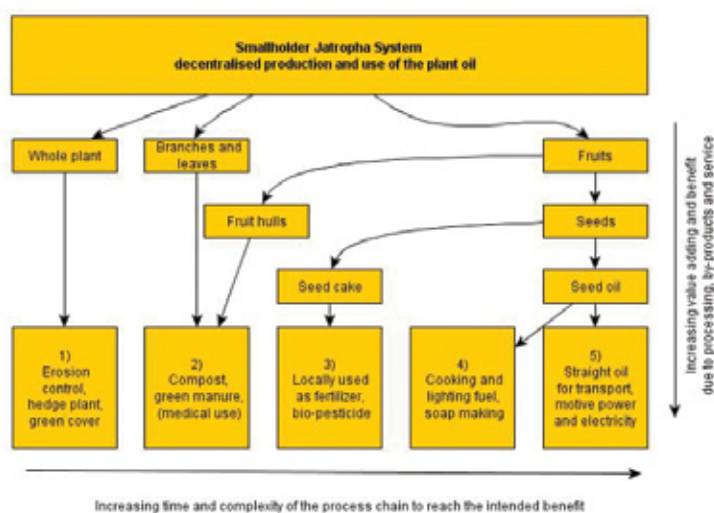 Smallholder Jatropha System
decentralised production and use of the plant oil
Whole plant
Branches and
leaves
Fruits
Fruit hulls
Seeds
Seed cake
Seed oil
1)
Erosion
control,
hedge plant,
green cover
2)
Compost,
green manure,
(medical use)
3)
Locally used
as fertilizer,
bio-pesticide
4)
Cooking and
lighting fuel,
soap making
5)
Straight oil
for transport,
motive power
and electricity
Increasing value adding and benefit
due to processing, by-products and service
Increasing time and complexity of the process chain to reach the intended benefit